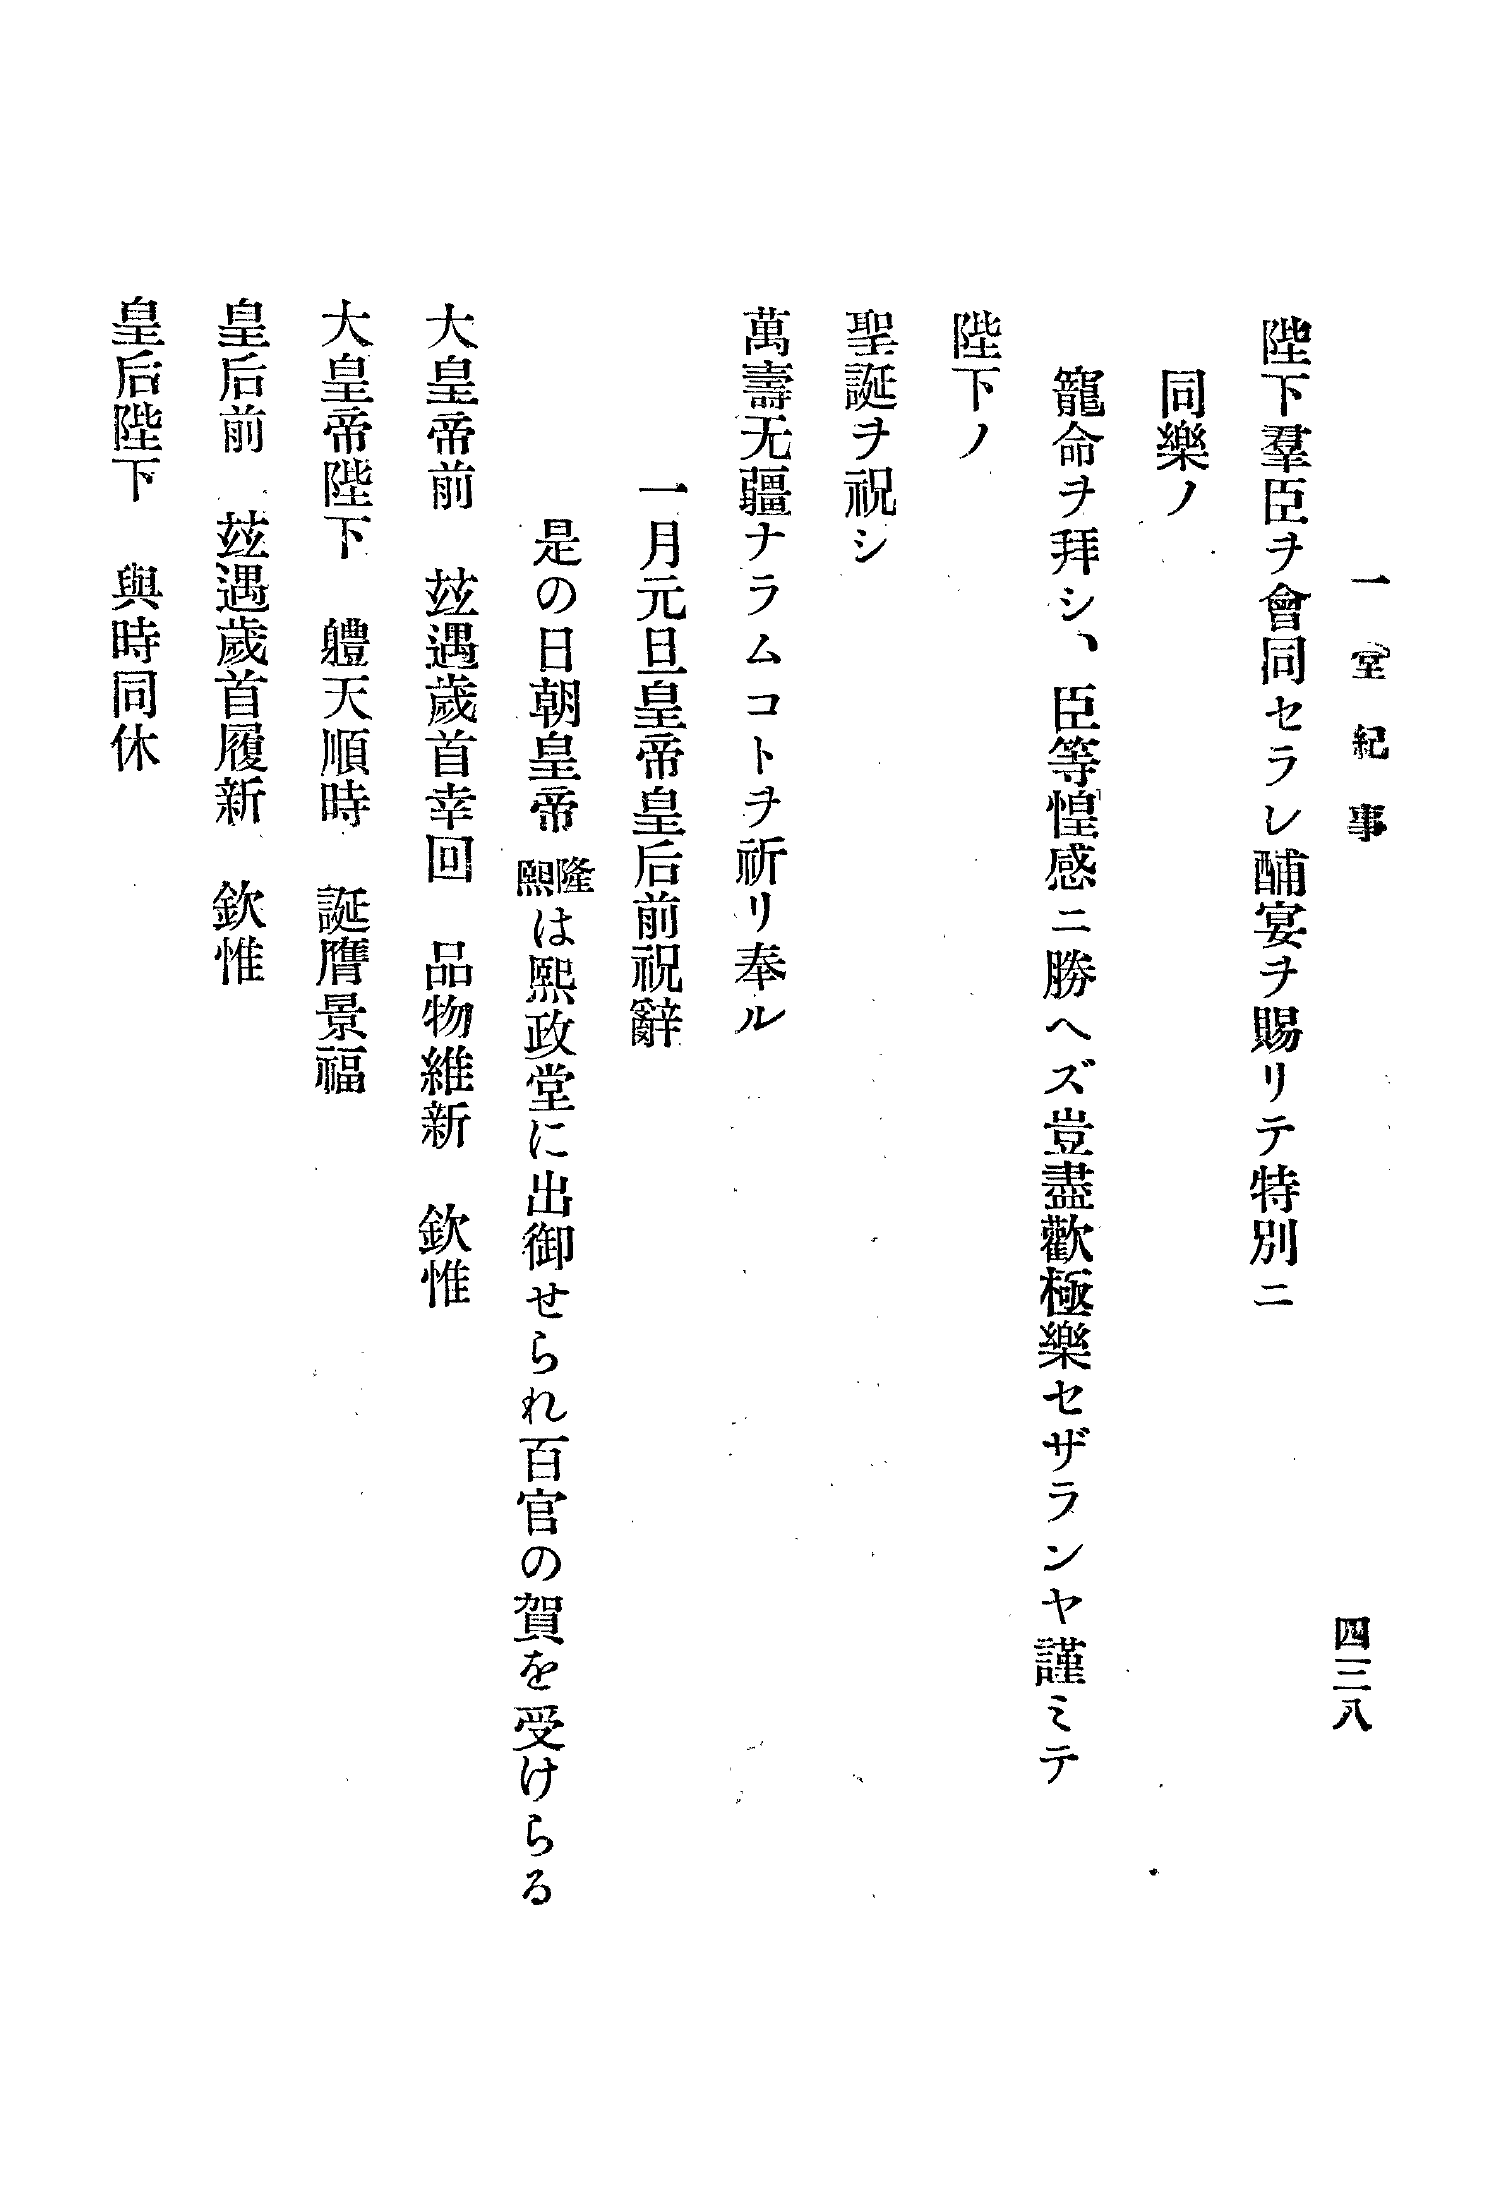 一堂紀事
四三八
陛下羣臣ヲ會同セラレ酺宴ヲ賜リテ特別ニ
同樂ノ
寵命ヲ拜シ、臣等惶感ニ勝ヘズ豈盡歡極樂セザランヤ謹ミテ
陛下ノ
聖誕ヲ祝シ
萬壽无疆ナラムコトヲ祈リ奉ル
一月元旦皇帝皇后前祝辭
是の日朝皇帝隆熙は熙政堂に出御せられ百官の賀を受けらる
大皇帝前　玆遇歲首幸回　品物維新　欽惟
大皇帝陛下　軆天順時　誕膺景福
皇后前　玆遇歲首履新　欽惟
皇后陛下　與時同休